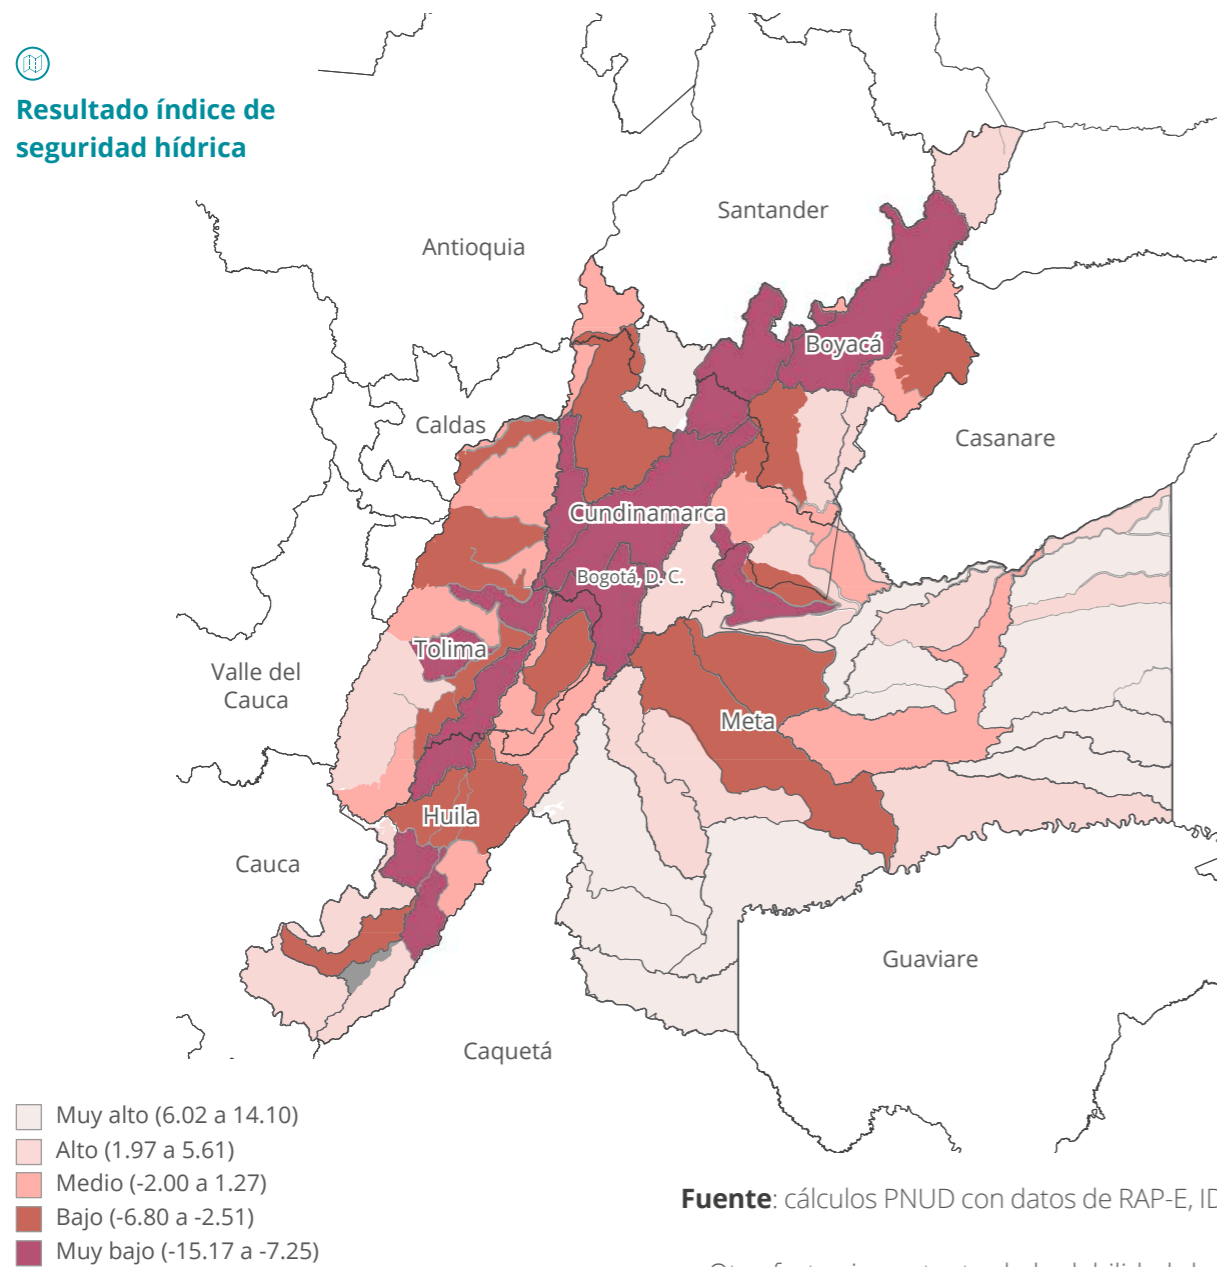 Resultado índice de
seguridad hídrica
Santander
Antioquia
Boyacá
Caldas
Casanare
Cundinamarca
Bogotá, D. C.
Tolima
Valle del
Cauca
Meta
Huila
Cauca
Guaviare
Caquetá
Muy alto (6.02 a 14.10)
Alto (1.97 a 5.61)
Medio (-2.00 a 1.27)
Bajo (-6.80 a -2.51)
Muy bajo (-15.17 a -7.25)
Fuente: cálculos PNUD con datos de RAP-E,